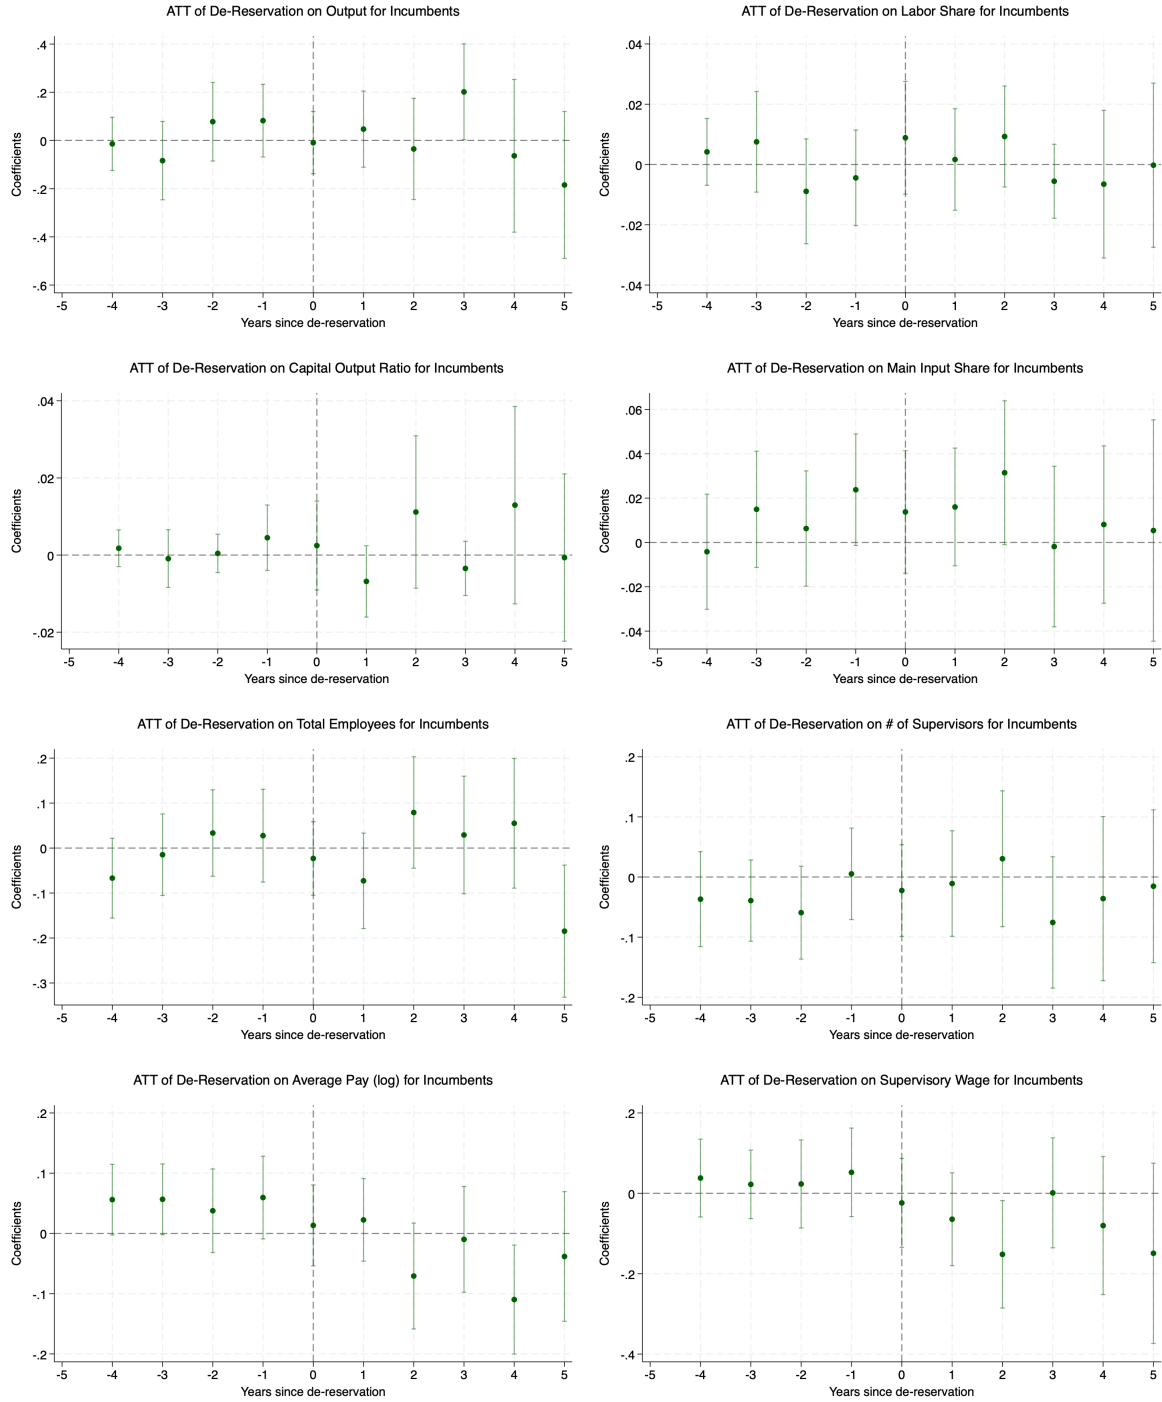 ATT of De-Reservation on Output for Incumbents
.4
.2
0
-.2
-.4
-.6
Coefficients
-5 -4 -3 -2 -1 0 1 2 3 4 5
Years since de-reservation
ATT of De-Reservation on Labor Share for Incumbents
.04
.02
0
-.02
-.04
Coefficients
-5 -4 -3 -2 -1 0 1 2 3 4 5
Years since de-reservation
ATT of De-Reservation on Capital Output Ratio for Incumbents
.04
.02
0
-.02
Coefficients
-5 -4 -3 -2 -1 0 1 2 3 4 5
Years since de-reservation
ATT of De-Reservation on Main Input Share for Incumbents
.06
.04
.02
0
-.02
-.04
Coefficients
-5 -4 -3 -2 -1 0 1 2 3 4 5
Years since de-reservation
ATT of De-Reservation on Total Employees for Incumbents
.2
.1
0
-.1
-.2
-.3
Coefficients
-5 -4 -3 -2 -1 0 1 2 3 4 5
Years since de-reservation
ATT of De-Reservation on # of Supervisors for Incumbents
.2
.1
0
-.1
-.2
Coefficients
-5 -4 -3 -2 -1 0 1 2 3 4 5
Years since de-reservation
ATT of De-Reservation on Average Pay (log) for Incumbents
.2
.1
0
-.1
-.2
Coefficients
-5 -4 -3 -2 -1 0 1 2 3 4 5
Years since de-reservation
ATT of De-Reservation on Supervisory Wage for Incumbents
.2
0
-.2
-.4
Coefficients
-5 -4 -3 -2 -1 0 1 2 3 4 5
Years since de-reservation